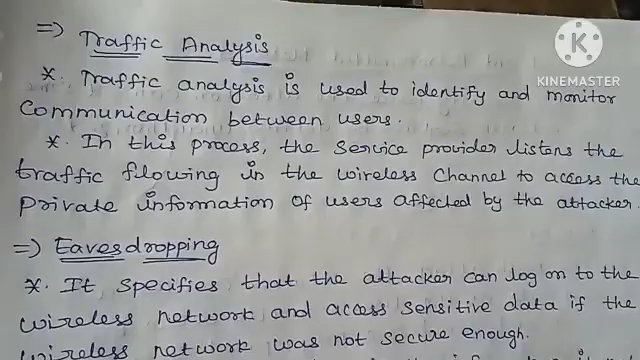 => Traffic Analysis
KINEMASTER
*. Traffic analysis is used to identify and monitor
Communication between users.
*. In this process, the service provider listens the
traffic flowing in the wireless Channel to access the
Private information of users affected by the attacker.
=> Eavesdropping
*. It specifies that the attacker can log on to the
wireless network and access sensitive data if the
wireless network was not secure enough.